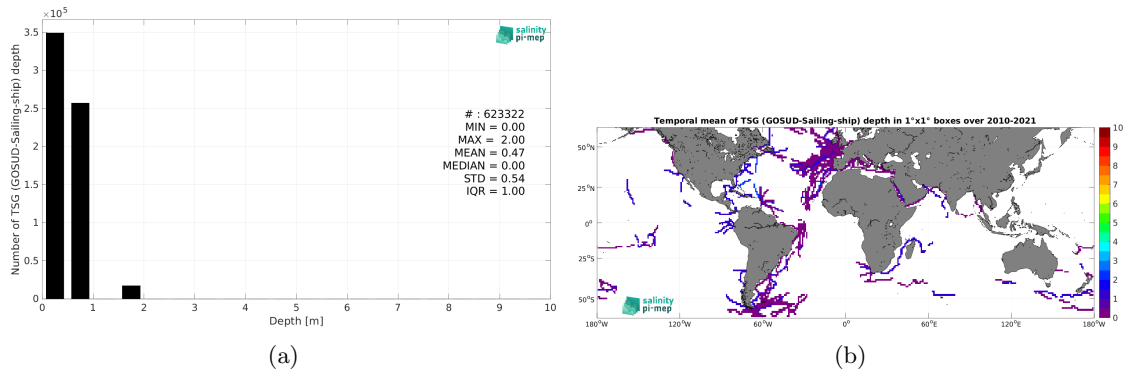 ×10⁵
3.5
3
2.5
2
1.5
1
0.5
0
0 1 2 3 4 5 6 7 8 9 10
Number of TSG (GOSUD-Sailing-ship) depth
Depth [m]
salinity
pi-mep
# : 623322
MIN = 0.00
MAX = 2.00
MEAN = 0.47
MEDIAN = 0.00
STD = 0.54
IQR = 1.00
(a)
Temporal mean of TSG (GOSUD-Sailing-ship) depth in 1°x1° boxes over 2010-2021
50°N
25°N
0°
25°S
50°S
180°W 120°W 60°W 0°E 60°E 120°E 180°W
10
9
8
7
6
5
4
3
2
1
0
salinity
pi-mep
(b)